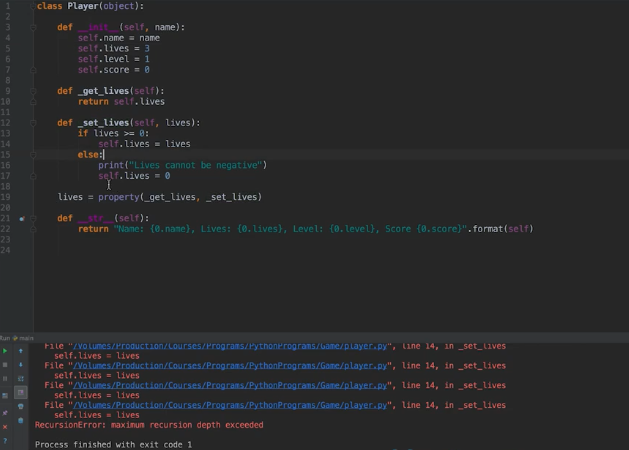 1 class Player(object):
2
3 def __init__(self, name):
4 self.name = name
5 self.lives = 3
6 self.level = 1
7 self.score = 0
8
9 def _get_lives(self):
10 return self.lives
11
12 def _set_lives(self, lives):
13 if lives >= 0:
14 self.lives = lives
15 else:
16 print("Lives cannot be negative")
17 self.lives = 0
18
19 lives = property(_get_lives, _set_lives)
20
21 def __str__(self):
22 return "Name: {0.name}, Lives: {0.lives}, Level: {0.level}, Score {0.score}".format(self)
23
24
Run main
File "/Volumes/Production/Courses/Programs/PythonPrograms/Game/player.py", line 14, in _set_lives
self.lives = lives
File "/Volumes/Production/Courses/Programs/PythonPrograms/Game/player.py", line 14, in _set_lives
self.lives = lives
File "/Volumes/Production/Courses/Programs/PythonPrograms/Game/player.py", line 14, in _set_lives
self.lives = lives
File "/Volumes/Production/Courses/Programs/PythonPrograms/Game/player.py", line 14, in _set_lives
self.lives = lives
RecursionError: maximum recursion depth exceeded
Process finished with exit code 1